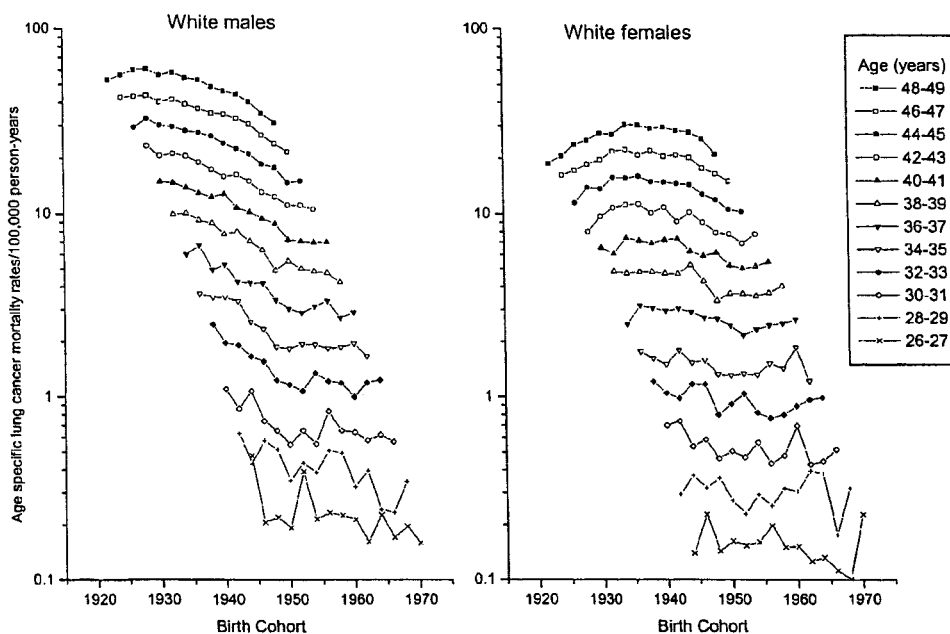 White males
White females
Age specific lung cancer mortality rates/100,000 person-years
100
10
1
0.1
1920 1930 1940 1950 1960 1970
Birth Cohort
100
10
1
0.1
1920 1930 1940 1950 1960 1970
Birth Cohort
Age (years)
48-49
46-47
44-45
42-43
40-41
38-39
36-37
34-35
32-33
30-31
28-29
26-27